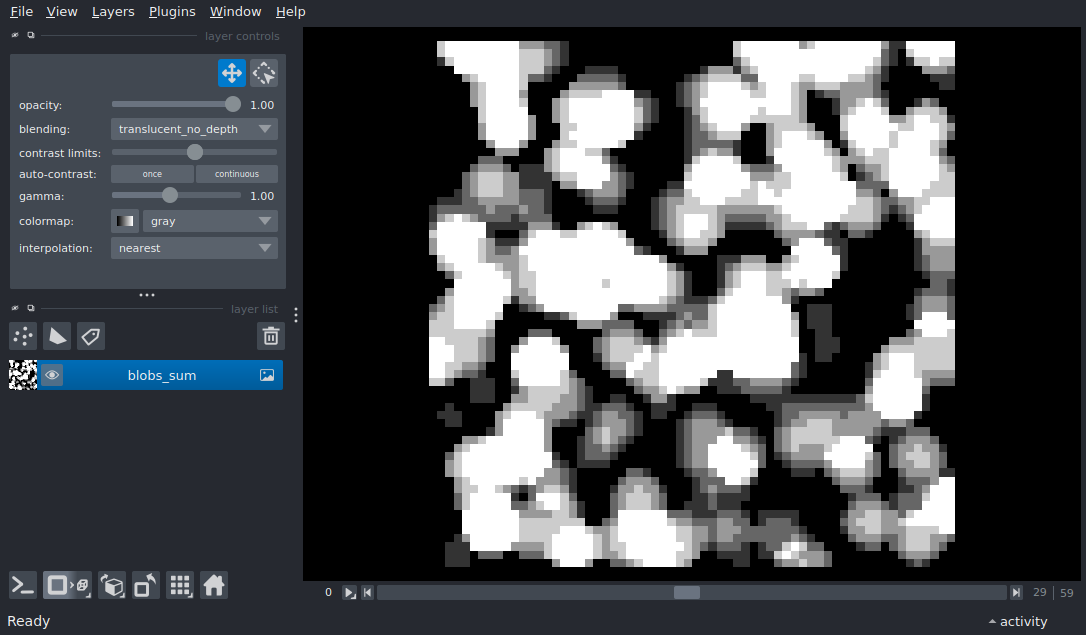 File View Layers Plugins Window Help
layer controls
opacity: 1.00
blending: translucent_no_depth
contrast limits:
auto-contrast: once continuous
gamma: 1.00
colormap: gray
interpolation: nearest
layer list
blobs_sum
0 29 | 59
Ready activity